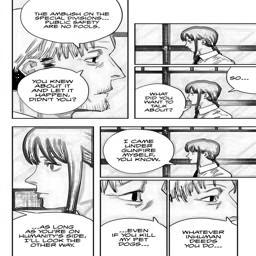 THE AMBUSH ON THE
SPECIAL DIVISIONS...
PUBLIC SAFETY
ARE NO FOOLS.
YOU KNEW
ABOUT IT
AND LET IT
HAPPEN,
DIDN'T YOU?
SO...
WHAT
DID YOU
WANT TO
TALK
ABOUT?
I CAME
UNDER
GUNFIRE
MYSELF,
YOU KNOW.
...AS LONG
AS YOU'RE ON
HUMANITY'S SIDE,
I'LL LOOK THE
OTHER WAY.
...EVEN
IF YOU KILL
MY PET
DOGS...
WHATEVER
INHUMAN
DEEDS YOU
DO...